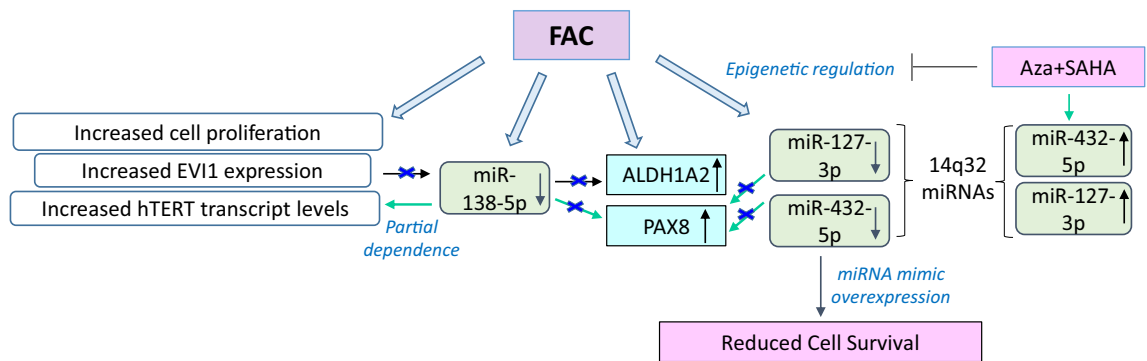 FAC
Epigenetic regulation
Aza+SAHA
Increased cell proliferation
Increased EVI1 expression
Increased hTERT transcript levels
Partial
dependence
miR-
138-5p
ALDH1A2
PAX8
miR-127-
3p
miR-432-
5p
14q32
miRNAs
miR-432-
5p
miR-127-
3p
miRNA mimic
overexpression
Reduced Cell Survival